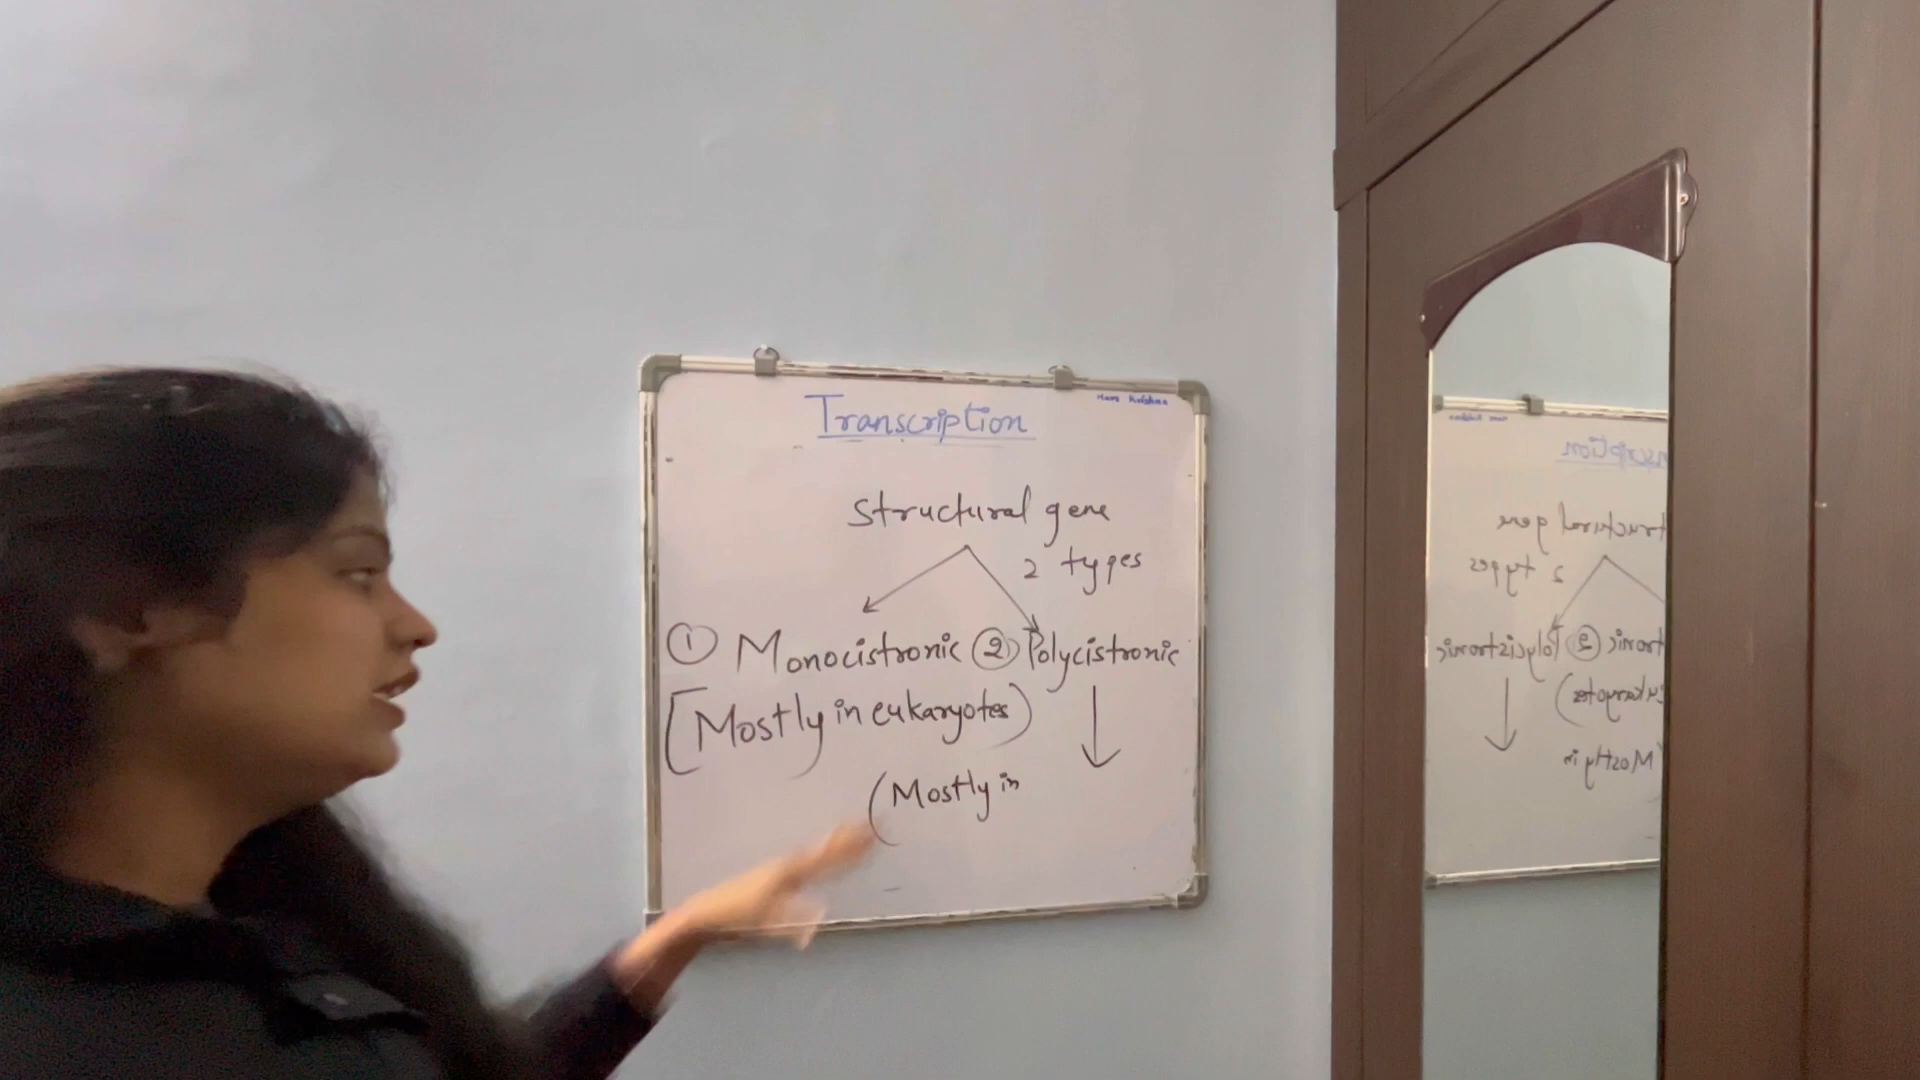 Hare Krishna
Transcription
Structural gene
2 types
① Monocistronic ② Polycistronic
[Mostly in eukaryotes)
(Mostly in